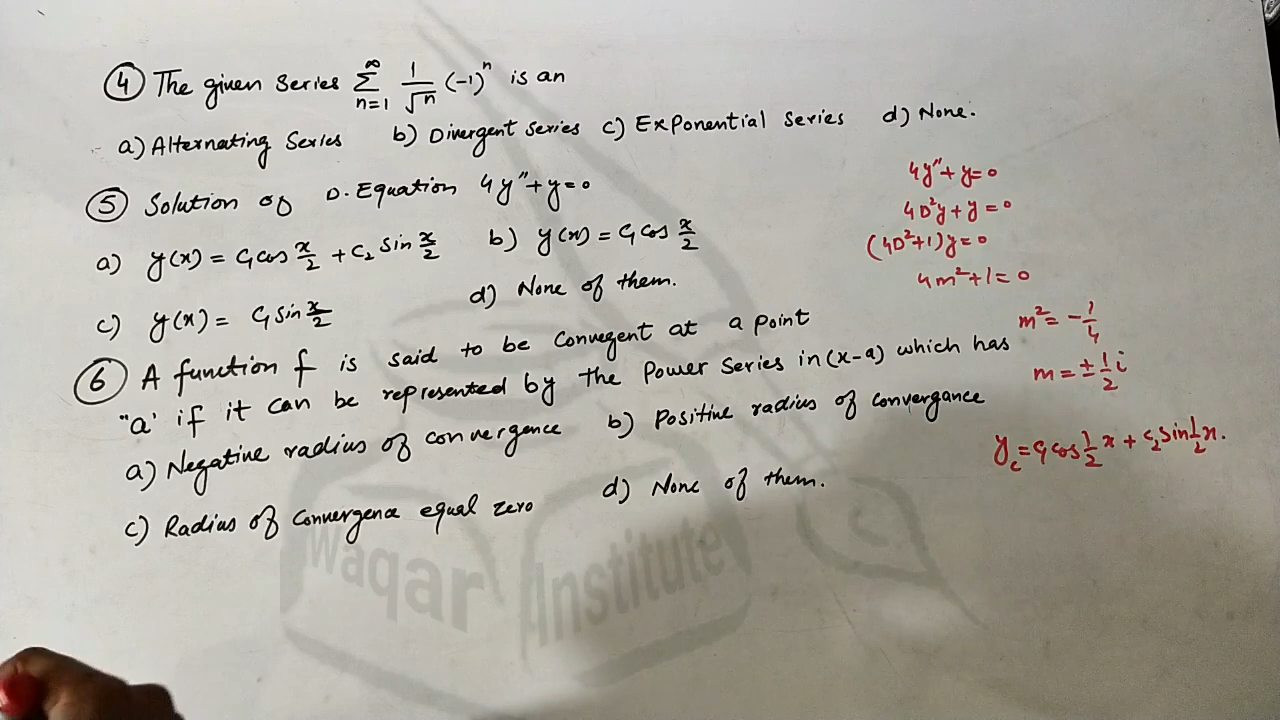 ④ The given Series ∑_{n=1}^{∞} 1/√n (-1)^n is an
a) Alternating Series b) Divergent Series c) Exponential Series d) None.
⑤ Solution of D. Equation 4y″+y=0
a) y(x) = C₁cos x/2 + C₂ Sin x/2 b) y(x) = C₁cos x/2
c) y(x) = C₁ Sin x/2 d) None of them.
⑥ A function f is said to be Convegent at a point
"a' if it can be represented by the Power Series in (x-a) which has
a) Negative radius of convergence b) Positive radius of convergance
c) Radius of Convergence equal zero d) None of them.
4y″+y=0
4D²y+y=0
(4D²+1)y=0
4m²+1=0
m²= -1/4
m= ±1/2 i
y_c = C₁cos 1/2 x + C₂Sin 1/2 x.
Waqar Institute